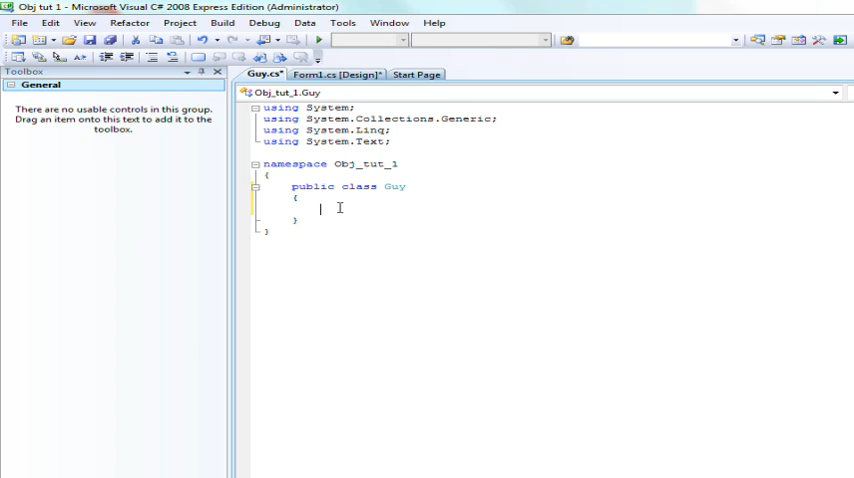 Obj tut 1 - Microsoft Visual C# 2008 Express Edition (Administrator)
File Edit View Refactor Project Build Debug Data Tools Window Help
Toolbox
General
There are no usable controls in this group.
Drag an item onto this text to add it to the
toolbox.
Guy.cs* Form1.cs [Design]* Start Page
Obj_tut_1.Guy
using System;
using System.Collections.Generic;
using System.Linq;
using System.Text;
namespace Obj_tut_1
{
public class Guy
{
}
}